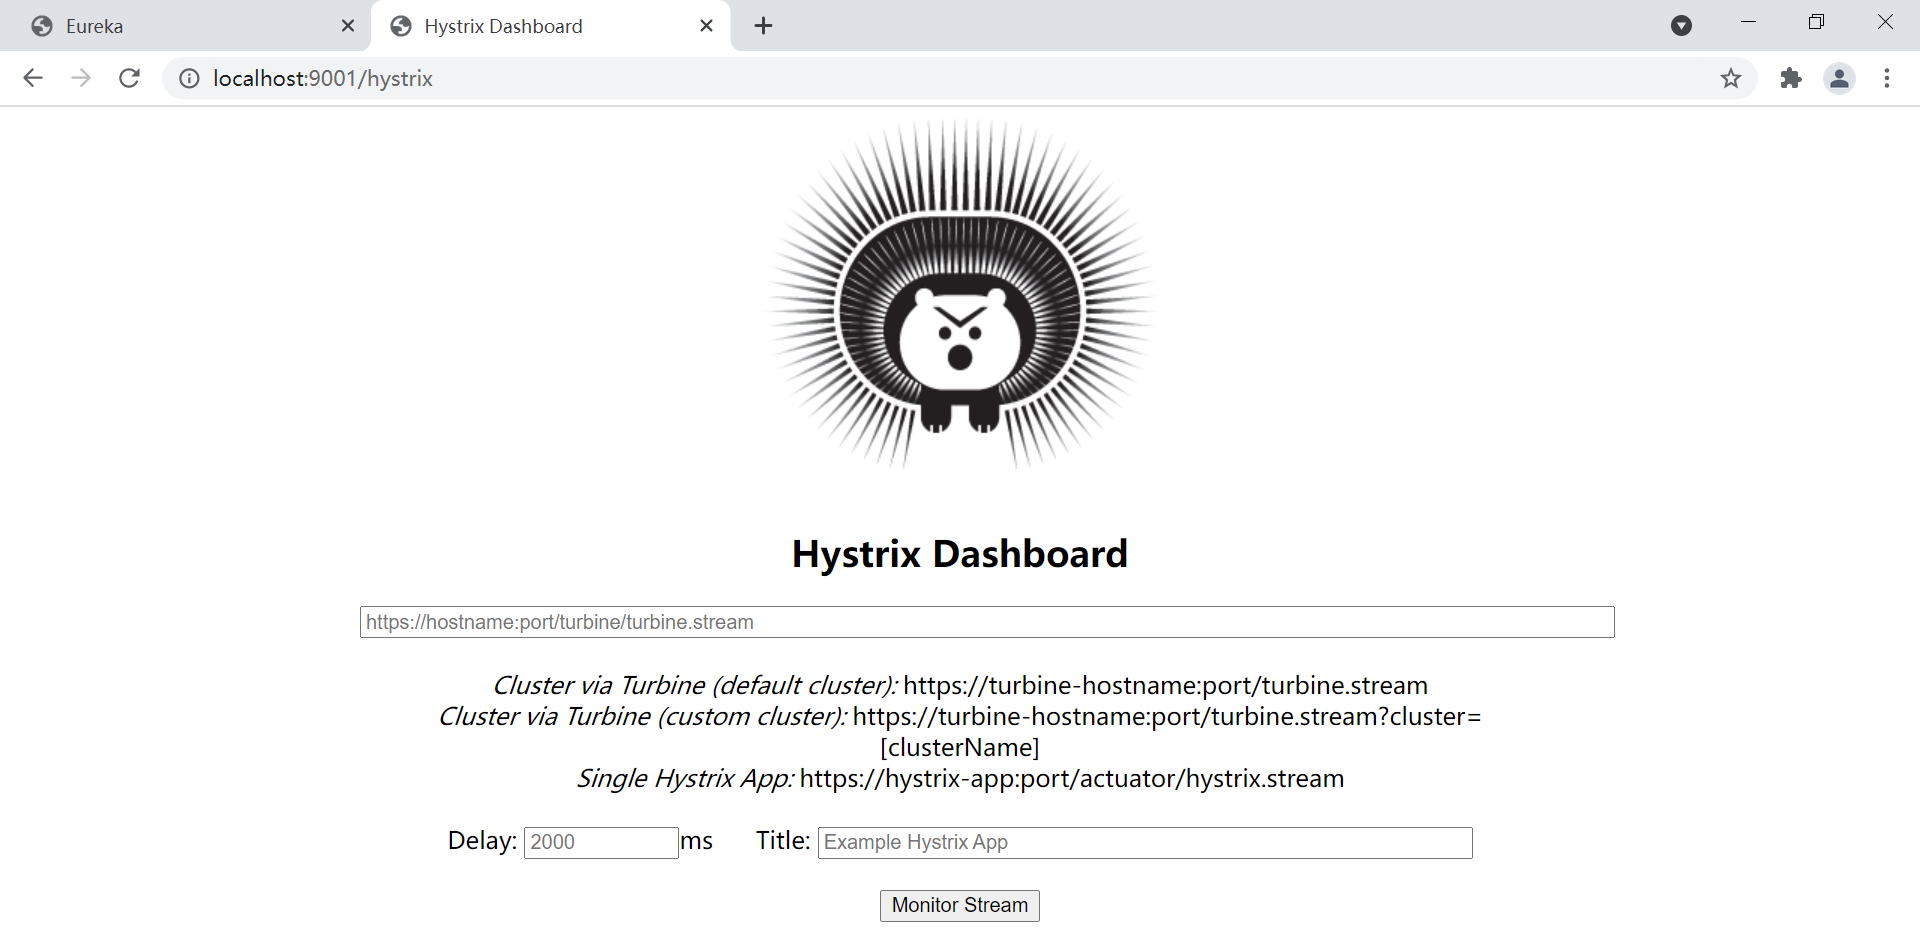 Eureka
Hystrix Dashboard
localhost:9001/hystrix
Hystrix Dashboard
https://hostname:port/turbine/turbine.stream
Cluster via Turbine (default cluster): https://turbine-hostname:port/turbine.stream
Cluster via Turbine (custom cluster): https://turbine-hostname:port/turbine.stream?cluster=
[clusterName]
Single Hystrix App: https://hystrix-app:port/actuator/hystrix.stream
Delay: 2000 ms Title: Example Hystrix App
Monitor Stream